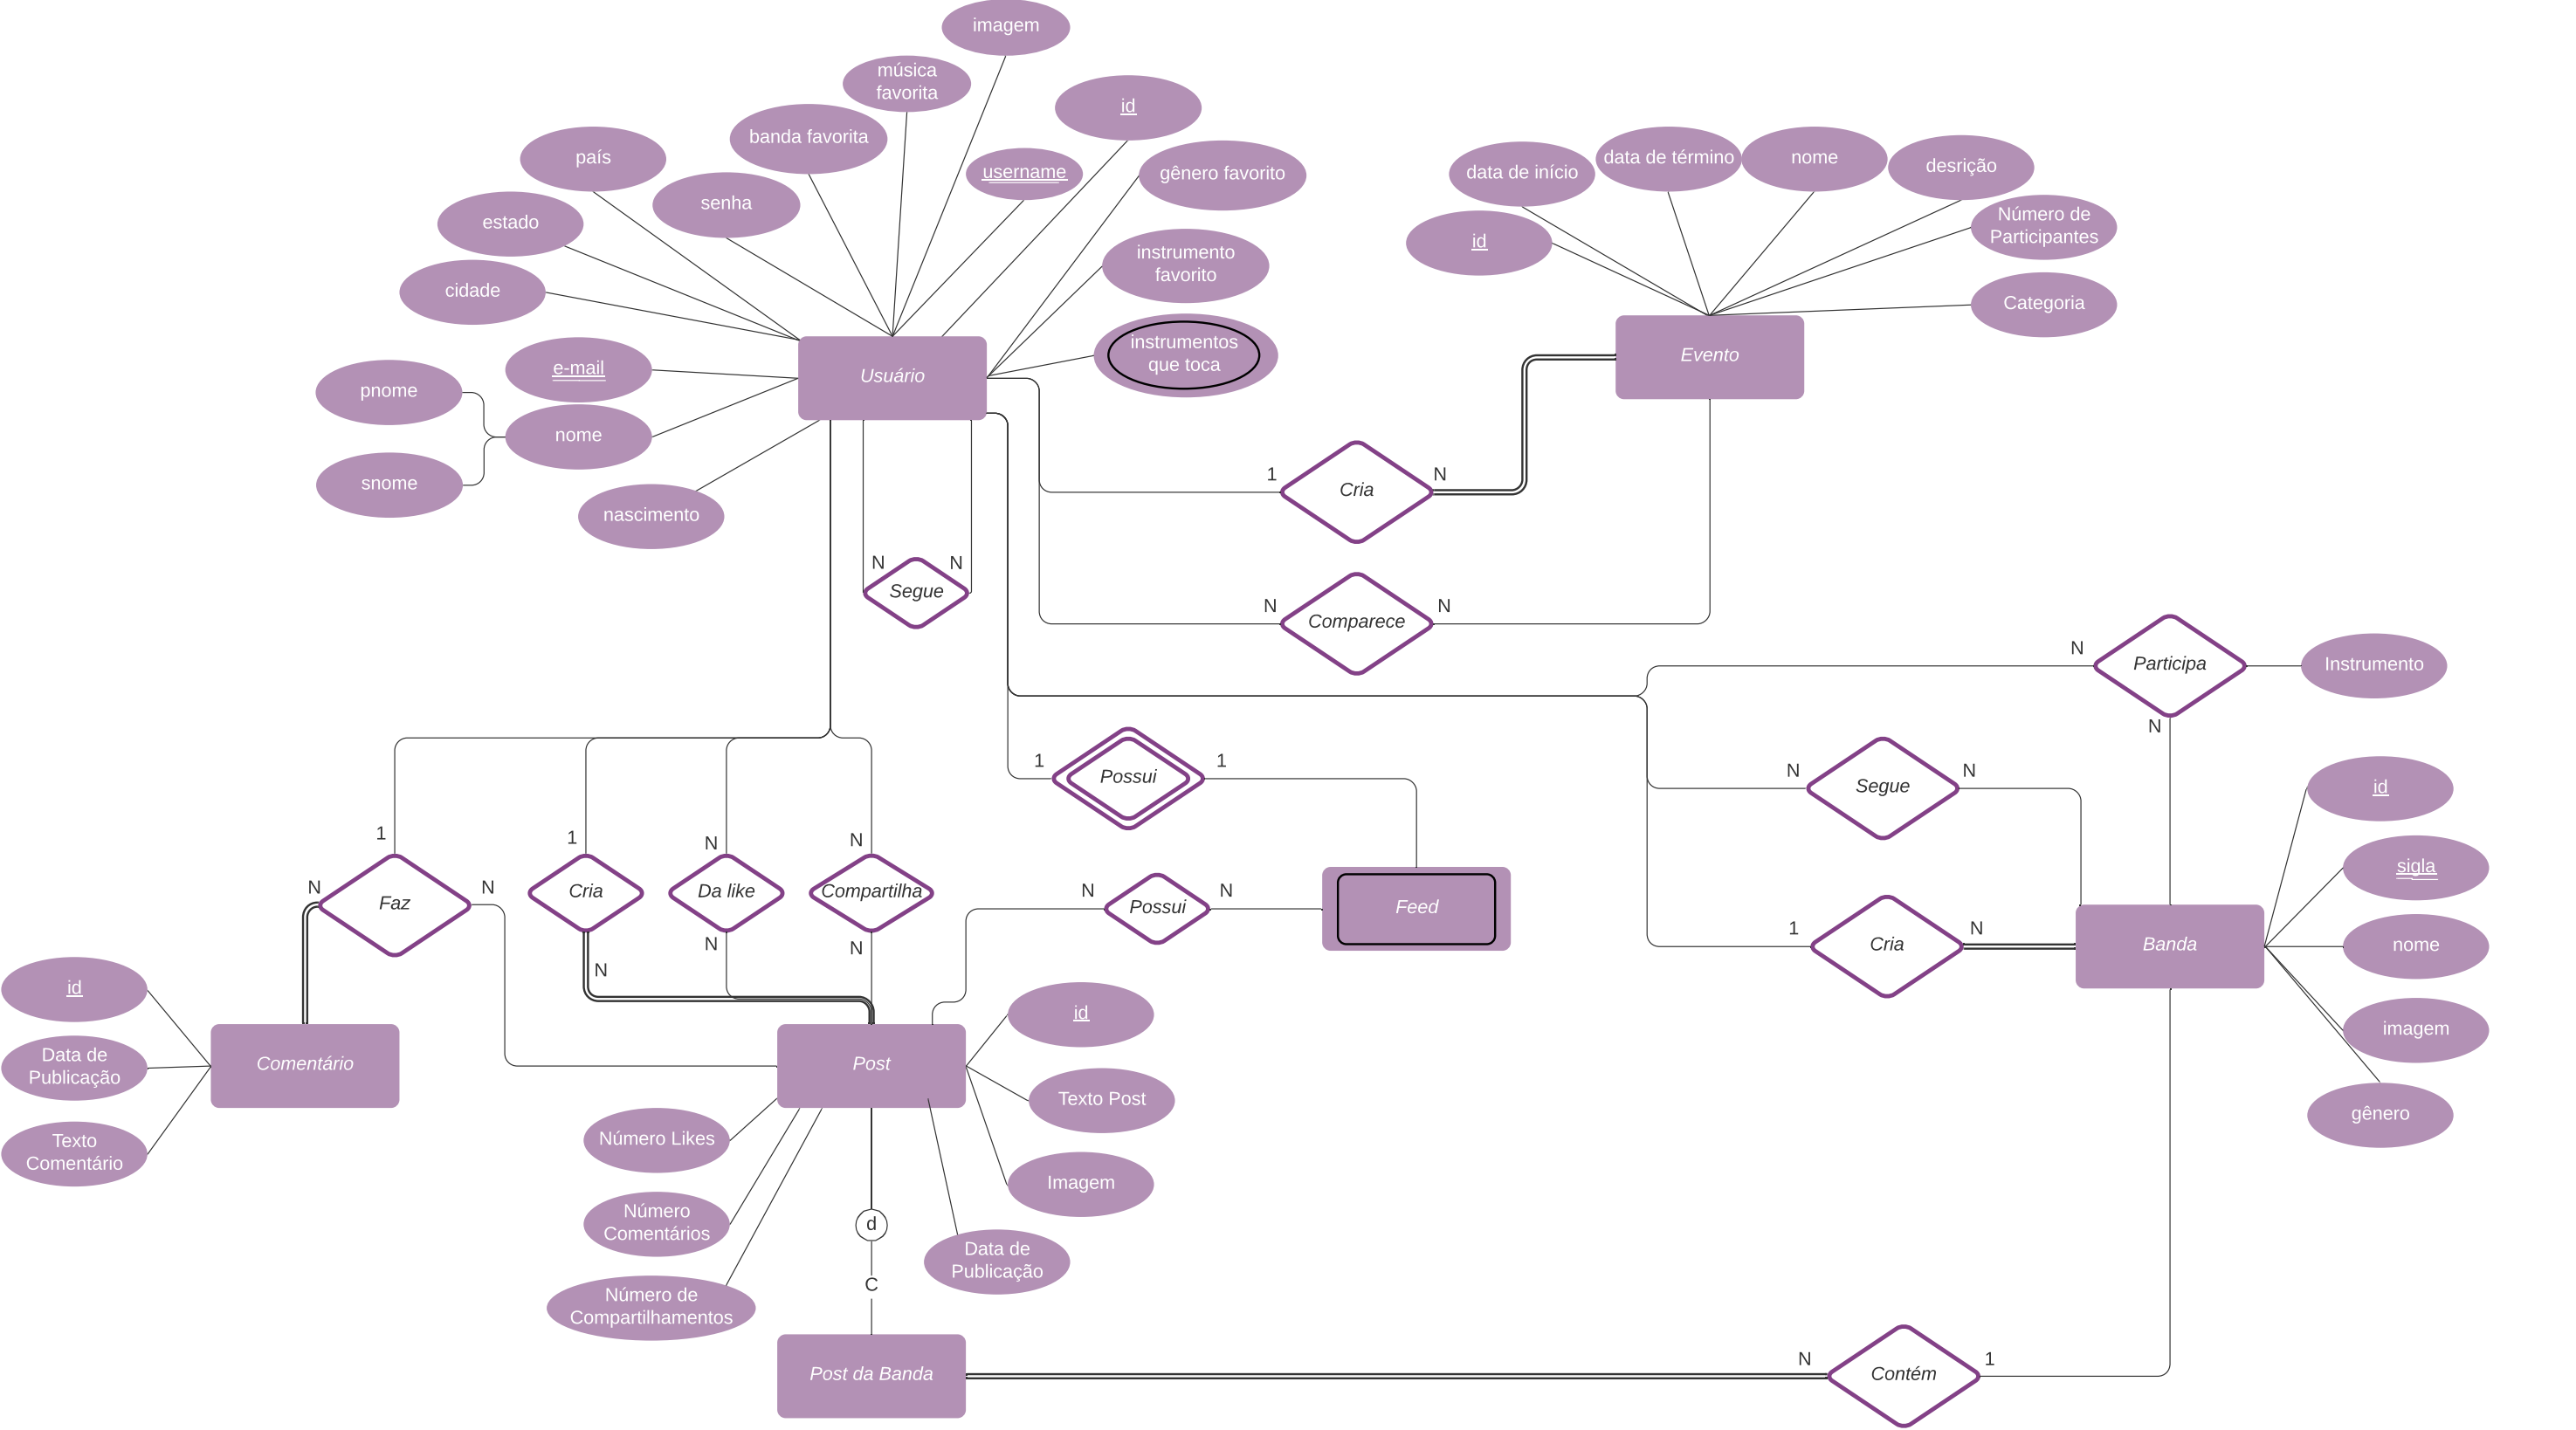 imagem
música
favorita
id
banda favorita
username
gênero favorito
país
senha
estado
cidade
instrumento
favorito
instrumentos
que toca
e-mail
pnome
nome
snome
nascimento
Usuário
data de início
data de término
nome
desrição
Número de
Participantes
id
Categoria
Evento
1
Cria
N
N
Segue
N
N
Comparece
N
N
Participa
Instrumento
N
1
Possui
1
N
Segue
N
id
sigla
nome
imagem
gênero
Banda
1
Cria
N
1
N
Faz
N
1
Cria
N
N
Da like
N
N
Compartilha
N
N
Possui
N
Feed
id
Data de
Publicação
Texto
Comentário
Comentário
Post
id
Texto Post
Imagem
Data de
Publicação
Número Likes
Número
Comentários
Número de
Compartilhamentos
d
C
Post da Banda
N
Contém
1